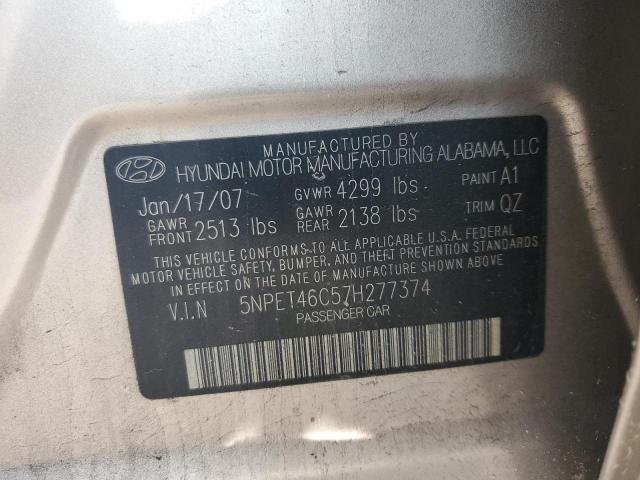 MANUFACTURED BY
HYUNDAI MOTOR MANUFACTURING ALABAMA, LLC
Jan/17/07 GVWR 4299 lbs PAINT A1
GAWR FRONT 2513 lbs GAWR REAR 2138 lbs TRIM QZ
THIS VEHICLE CONFORMS TO ALL APPLICABLE U.S.A. FEDERAL
MOTOR VEHICLE SAFETY, BUMPER, AND THEFT PREVENTION STANDARDS
IN EFFECT ON THE DATE OF MANUFACTURE SHOWN ABOVE.
V.I.N 5NPET46C57H277374
PASSENGER CAR